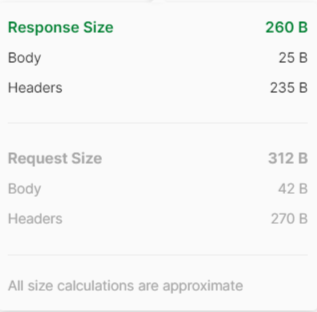 Response Size 260 B
Body 25 B
Headers 235 B
Request Size 312 B
Body 42 B
Headers 270 B
All size calculations are approximate